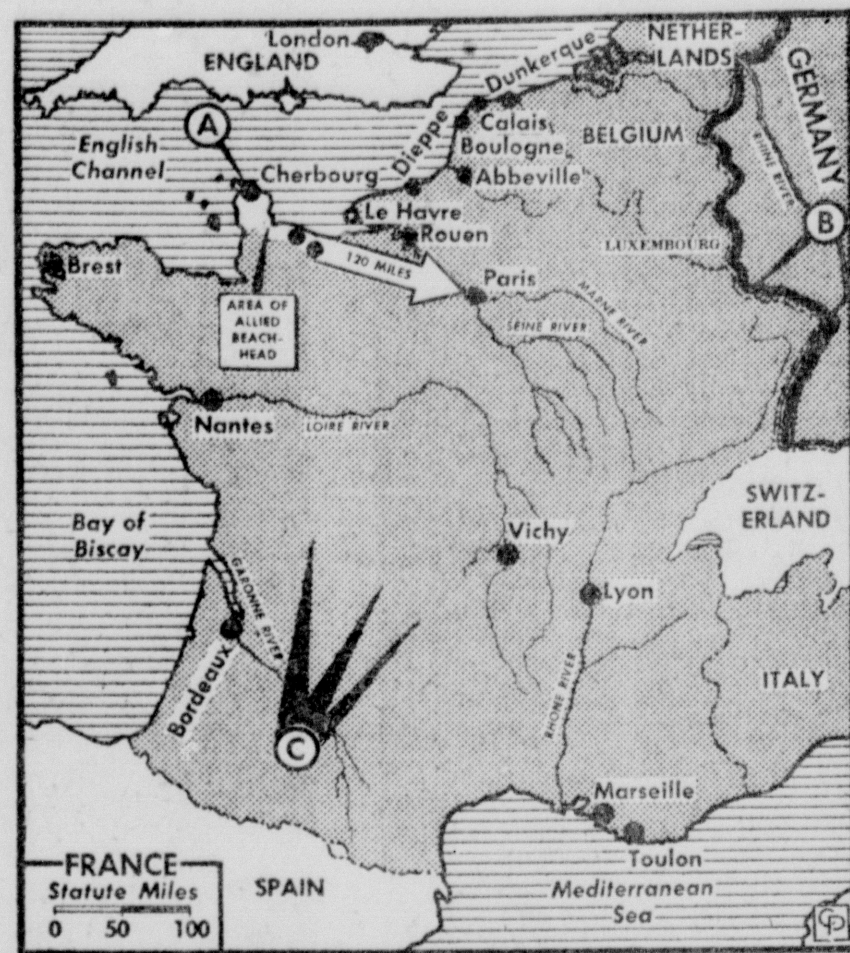 London
ENGLAND
NETHER-
LANDS
GERMANY
Dunkerque
A
English
Channel
Calais
Boulogne
BELGIUM
RHINE RIVER
Dieppe
Cherbourg
Abbeville
Le Havre
Rouen
LUXEMBOURG
B
Brest
120 MILES
Paris
MARNE RIVER
AREA OF
ALLIED
BEACH-
HEAD
SEINE RIVER
Nantes
LOIRE RIVER
SWITZ-
ERLAND
Bay of
Biscay
Vichy
GARONNE RIVER
Lyon
Bordeaux
ITALY
RHONE RIVER
C
Marseille
Toulon
FRANCE
Statute Miles
0 50 100
SPAIN
Mediterranean
Sea
CP